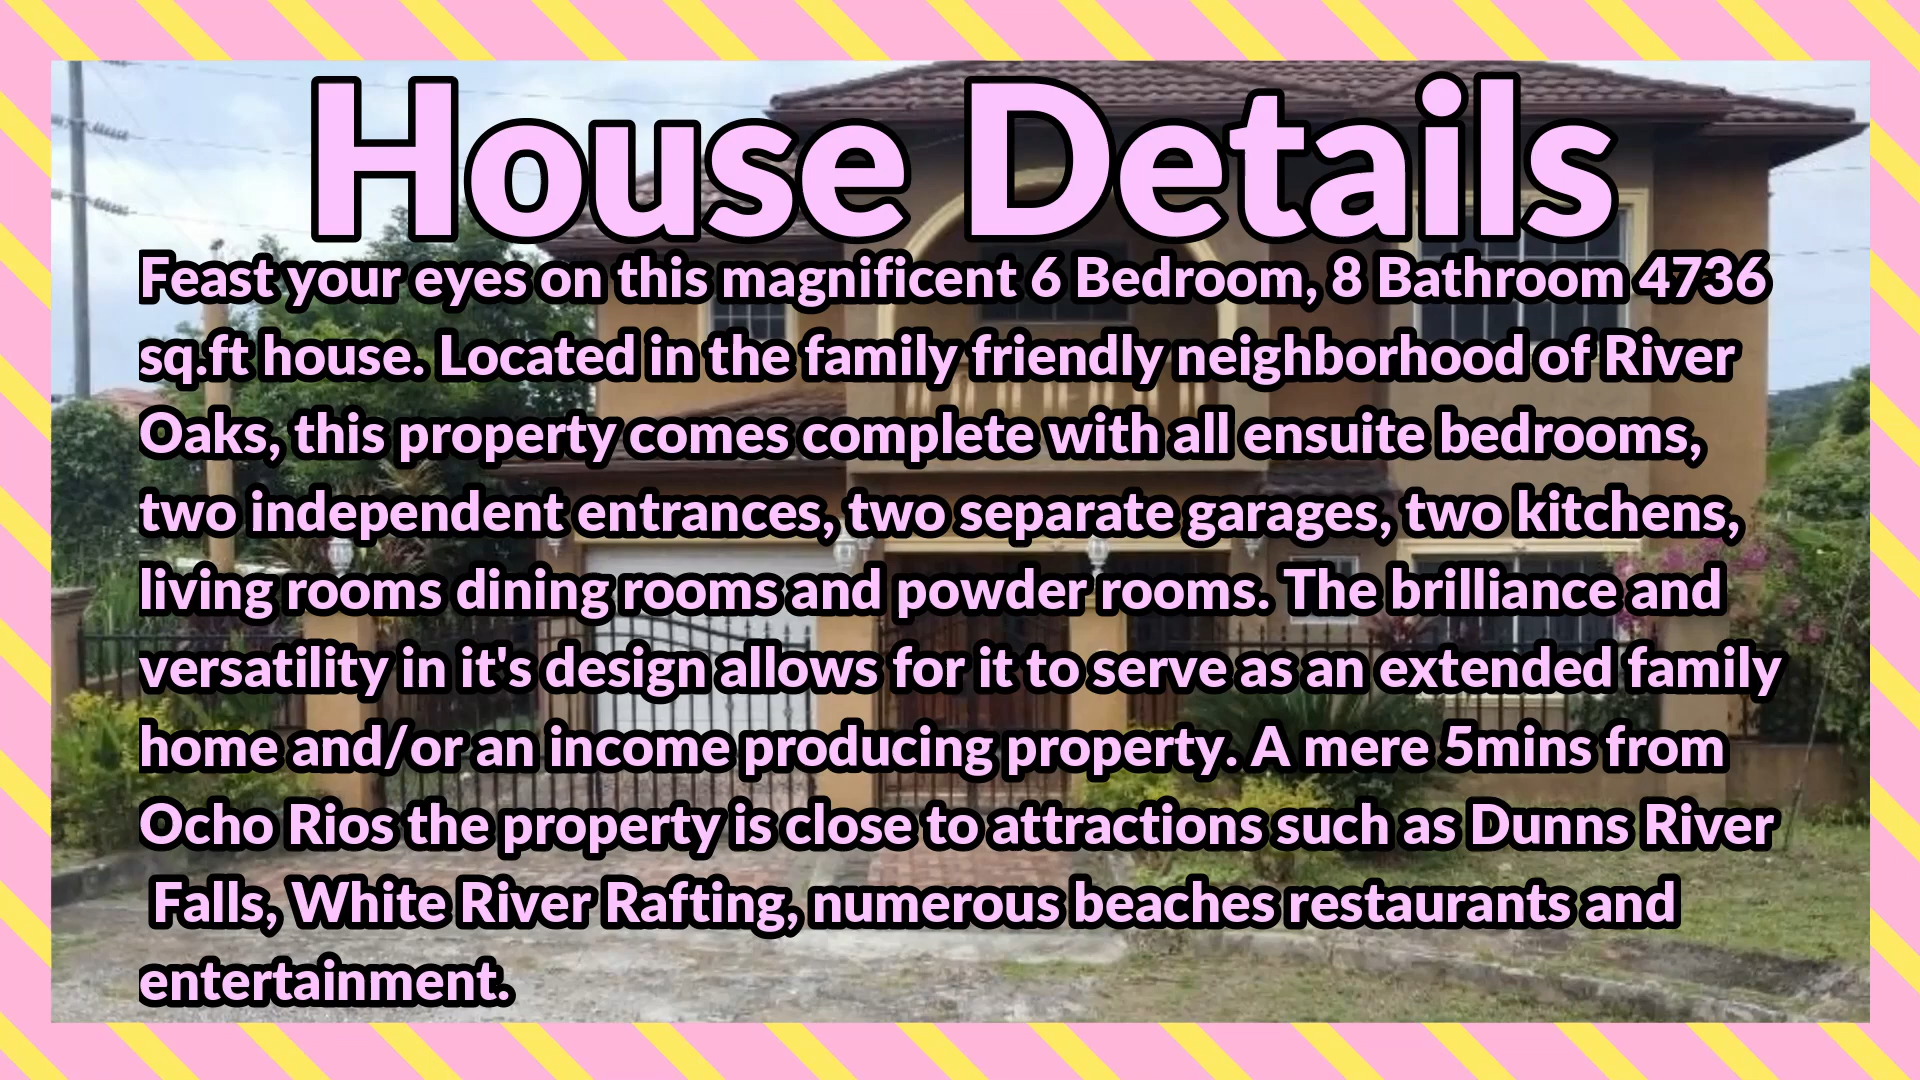 House Details
Feast your eyes on this magnificent 6 Bedroom, 8 Bathroom 4736
sq.ft house. Located in the family friendly neighborhood of River
Oaks, this property comes complete with all ensuite bedrooms,
two independent entrances, two separate garages, two kitchens,
living rooms dining rooms and powder rooms. The brilliance and
versatility in it's design allows for it to serve as an extended family
home and/or an income producing property. A mere 5mins from
Ocho Rios the property is close to attractions such as Dunns River
Falls, White River Rafting, numerous beaches restaurants and
entertainment.